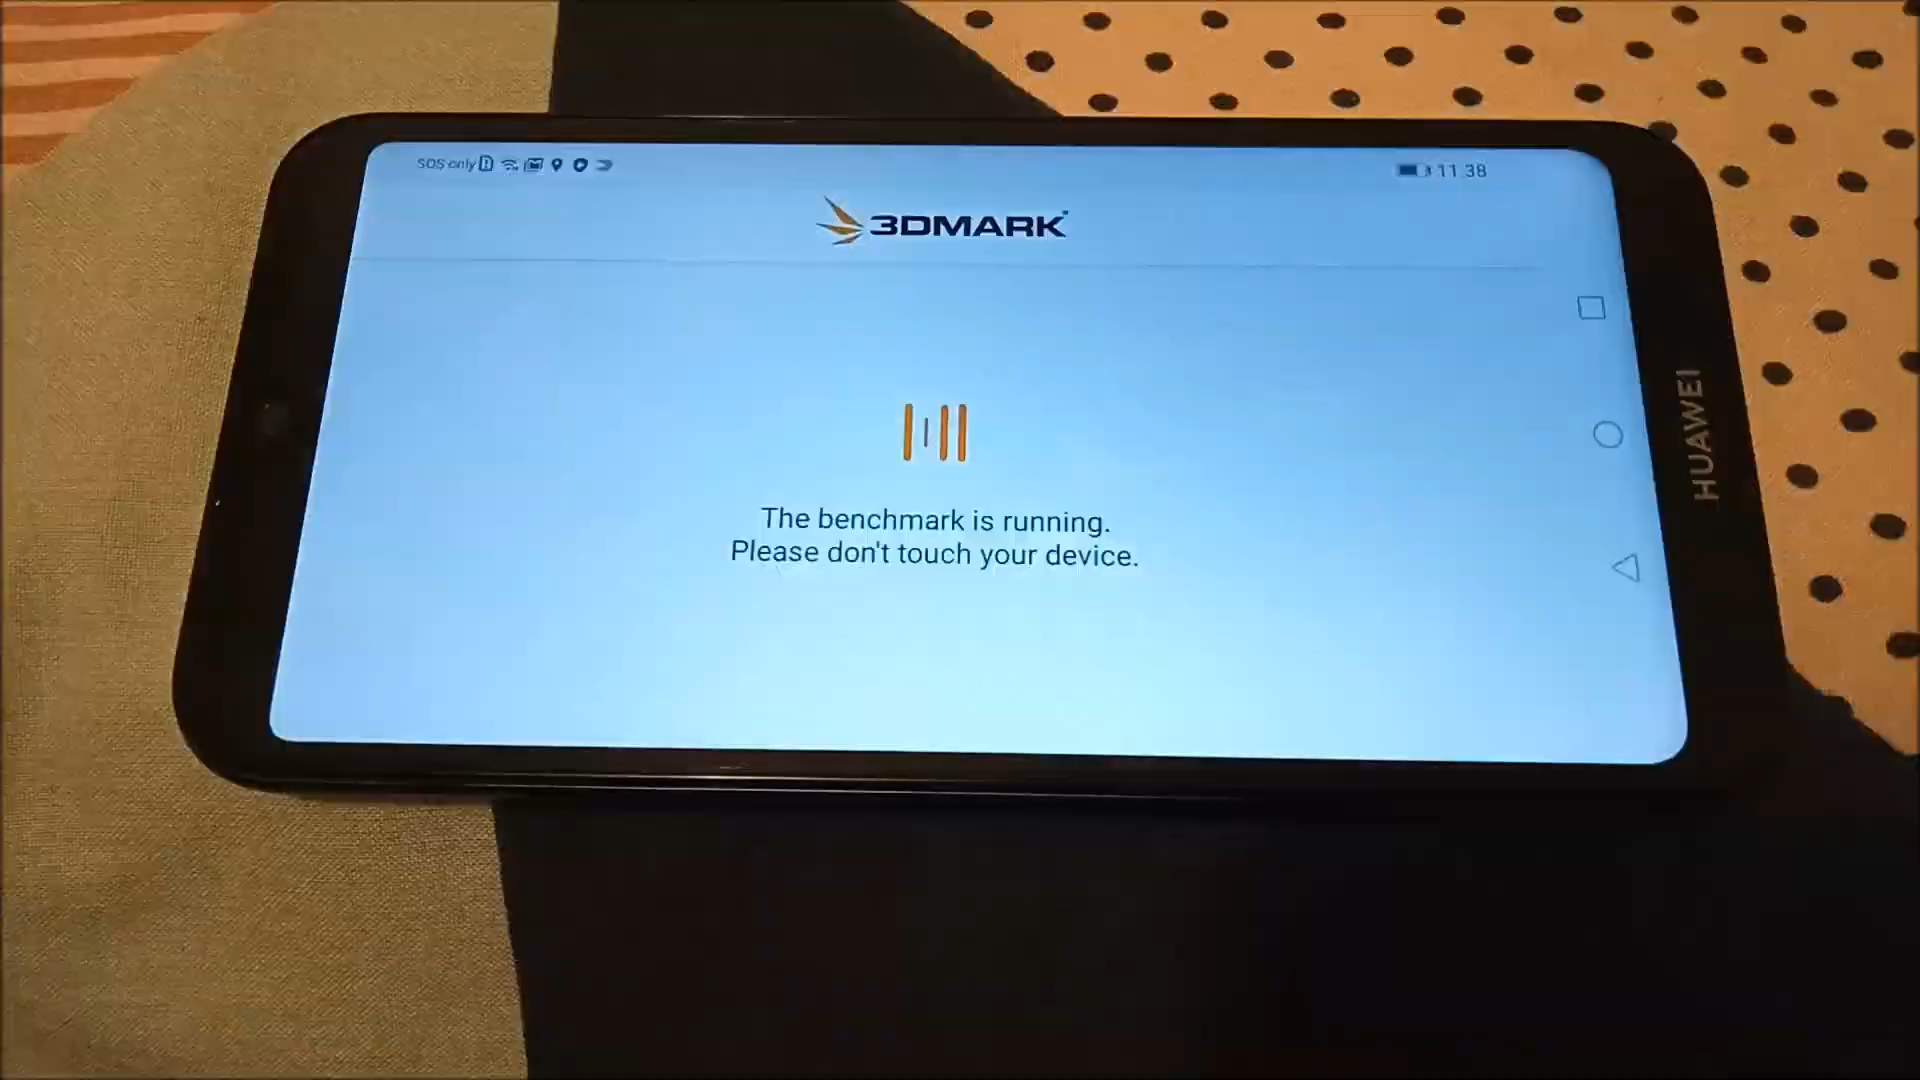 SOS only 11.38
3DMARK
The benchmark is running.
Please don't touch your device.
HUAWEI